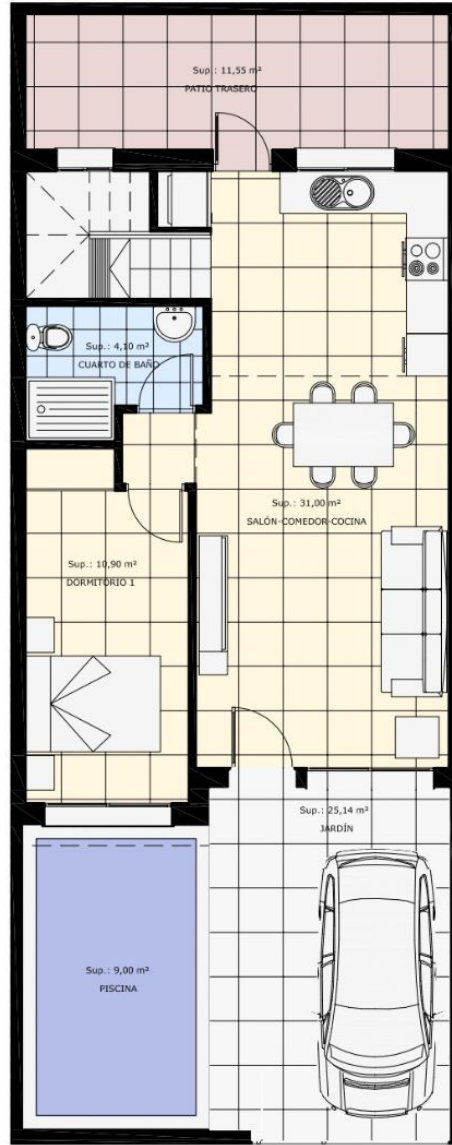 Sup.: 11,55 m²
PATIO TRASERO
Sup.: 4,10 m²
CUARTO DE BAÑO
Sup.: 31,00 m²
SALÓN-COMEDOR-COCINA
Sup.: 10,90 m²
DORMITORIO 1
Sup.: 25,14 m²
JARDÍN
Sup.: 9,00 m²
PISCINA